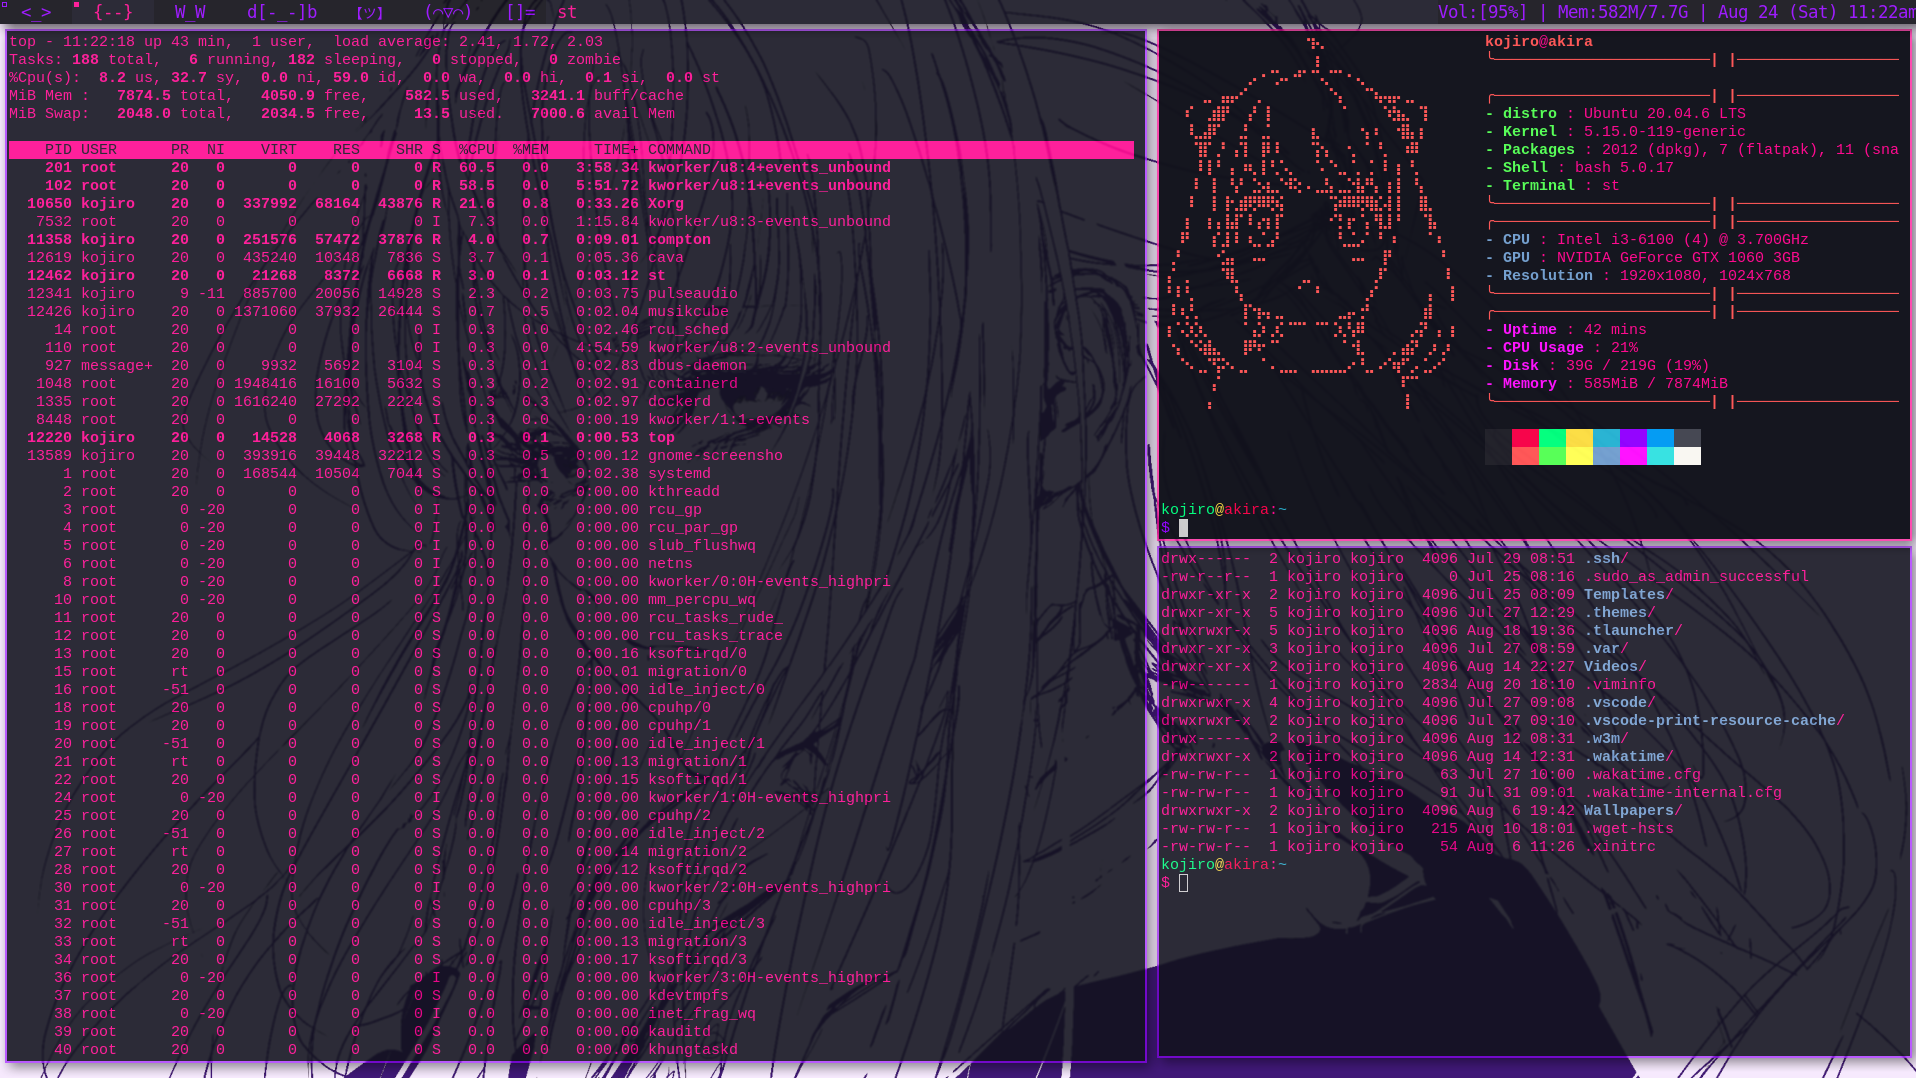 <_> {--} W_W d[-_-]b 【ツ】 (⌒▽⌒) []= st Vol:[95%] | Mem:582M/7.7G | Aug 24 (Sat) 11:22am
top - 11:22:18 up 43 min,  1 user,  load average: 2.41, 1.72, 2.03
Tasks: 188 total,   6 running, 182 sleeping,   0 stopped,   0 zombie
%Cpu(s):  8.2 us, 32.7 sy,  0.0 ni, 59.0 id,  0.0 wa,  0.0 hi,  0.1 si,  0.0 st
MiB Mem :   7874.5 total,   4050.9 free,    582.5 used,   3241.1 buff/cache
MiB Swap:   2048.0 total,   2034.5 free,     13.5 used.   7000.6 avail Mem
PID USER PR NI VIRT RES SHR S %CPU %MEM TIME+ COMMAND
201 root 20 0 0 0 0 R 60.5 0.0 3:58.34 kworker/u8:4+events_unbound
102 root 20 0 0 0 0 R 58.5 0.0 5:51.72 kworker/u8:1+events_unbound
10650 kojiro 20 0 337992 68164 43876 R 21.6 0.8 0:33.26 Xorg
7532 root 20 0 0 0 0 I 7.3 0.0 1:15.84 kworker/u8:3-events_unbound
11358 kojiro 20 0 251576 57472 37876 R 4.0 0.7 0:09.01 compton
12619 kojiro 20 0 435240 10348 7836 S 3.7 0.1 0:05.36 cava
12462 kojiro 20 0 21268 8372 6668 R 3.0 0.1 0:03.12 st
12341 kojiro 9 -11 885700 20056 14928 S 2.3 0.2 0:03.75 pulseaudio
12426 kojiro 20 0 1371060 37932 26444 S 0.7 0.5 0:02.04 musikcube
14 root 20 0 0 0 0 I 0.3 0.0 0:02.46 rcu_sched
110 root 20 0 0 0 0 I 0.3 0.0 4:54.59 kworker/u8:2-events_unbound
927 message+ 20 0 9932 5692 3104 S 0.3 0.1 0:02.83 dbus-daemon
1048 root 20 0 1948416 16100 5632 S 0.3 0.2 0:02.91 containerd
1335 root 20 0 1616240 27292 2224 S 0.3 0.3 0:02.97 dockerd
8448 root 20 0 0 0 0 I 0.3 0.0 0:00.19 kworker/1:1-events
12220 kojiro 20 0 14528 4068 3268 R 0.3 0.1 0:00.53 top
13589 kojiro 20 0 393916 39448 32212 S 0.3 0.5 0:00.12 gnome-screensho
1 root 20 0 168544 10504 7044 S 0.0 0.1 0:02.38 systemd
2 root 20 0 0 0 0 S 0.0 0.0 0:00.00 kthreadd
3 root 0 -20 0 0 0 I 0.0 0.0 0:00.00 rcu_gp
4 root 0 -20 0 0 0 I 0.0 0.0 0:00.00 rcu_par_gp
5 root 0 -20 0 0 0 I 0.0 0.0 0:00.00 slub_flushwq
6 root 0 -20 0 0 0 I 0.0 0.0 0:00.00 netns
8 root 0 -20 0 0 0 I 0.0 0.0 0:00.00 kworker/0:0H-events_highpri
10 root 0 -20 0 0 0 I 0.0 0.0 0:00.00 mm_percpu_wq
11 root 20 0 0 0 0 S 0.0 0.0 0:00.00 rcu_tasks_rude_
12 root 20 0 0 0 0 S 0.0 0.0 0:00.00 rcu_tasks_trace
13 root 20 0 0 0 0 S 0.0 0.0 0:00.16 ksoftirqd/0
15 root rt 0 0 0 0 S 0.0 0.0 0:00.01 migration/0
16 root -51 0 0 0 0 S 0.0 0.0 0:00.00 idle_inject/0
18 root 20 0 0 0 0 S 0.0 0.0 0:00.00 cpuhp/0
19 root 20 0 0 0 0 S 0.0 0.0 0:00.00 cpuhp/1
20 root -51 0 0 0 0 S 0.0 0.0 0:00.00 idle_inject/1
21 root rt 0 0 0 0 S 0.0 0.0 0:00.13 migration/1
22 root 20 0 0 0 0 S 0.0 0.0 0:00.15 ksoftirqd/1
24 root 0 -20 0 0 0 I 0.0 0.0 0:00.00 kworker/1:0H-events_highpri
25 root 20 0 0 0 0 S 0.0 0.0 0:00.00 cpuhp/2
26 root -51 0 0 0 0 S 0.0 0.0 0:00.00 idle_inject/2
27 root rt 0 0 0 0 S 0.0 0.0 0:00.14 migration/2
28 root 20 0 0 0 0 S 0.0 0.0 0:00.12 ksoftirqd/2
30 root 0 -20 0 0 0 I 0.0 0.0 0:00.00 kworker/2:0H-events_highpri
31 root 20 0 0 0 0 S 0.0 0.0 0:00.00 cpuhp/3
32 root -51 0 0 0 0 S 0.0 0.0 0:00.00 idle_inject/3
33 root rt 0 0 0 0 S 0.0 0.0 0:00.13 migration/3
34 root 20 0 0 0 0 S 0.0 0.0 0:00.17 ksoftirqd/3
36 root 0 -20 0 0 0 I 0.0 0.0 0:00.00 kworker/3:0H-events_highpri
37 root 20 0 0 0 0 S 0.0 0.0 0:00.00 kdevtmpfs
38 root 0 -20 0 0 0 I 0.0 0.0 0:00.00 inet_frag_wq
39 root 20 0 0 0 0 S 0.0 0.0 0:00.00 kauditd
40 root 20 0 0 0 0 S 0.0 0.0 0:00.00 khungtaskd
kojiro@akira
- distro : Ubuntu 20.04.6 LTS
- Kernel : 5.15.0-119-generic
- Packages : 2012 (dpkg), 7 (flatpak), 11 (sna
- Shell : bash 5.0.17
- Terminal : st
- CPU : Intel i3-6100 (4) @ 3.700GHz
- GPU : NVIDIA GeForce GTX 1060 3GB
- Resolution : 1920x1080, 1024x768
- Uptime : 42 mins
- CPU Usage : 21%
- Disk : 39G / 219G (19%)
- Memory : 585MiB / 7874MiB
kojiro@akira:~
$
drwx------  2 kojiro kojiro  4096 Jul 29 08:51 .ssh/
-rw-r--r--  1 kojiro kojiro     0 Jul 25 08:16 .sudo_as_admin_successful
drwxr-xr-x  2 kojiro kojiro  4096 Jul 25 08:09 Templates/
drwxr-xr-x  5 kojiro kojiro  4096 Jul 27 12:29 .themes/
drwxrwxr-x  5 kojiro kojiro  4096 Aug 18 19:36 .tlauncher/
drwxr-xr-x  3 kojiro kojiro  4096 Jul 27 08:59 .var/
drwxr-xr-x  2 kojiro kojiro  4096 Aug 14 22:27 Videos/
-rw-------  1 kojiro kojiro  2834 Aug 20 18:10 .viminfo
drwxrwxr-x  4 kojiro kojiro  4096 Jul 27 09:08 .vscode/
drwxrwxr-x  2 kojiro kojiro  4096 Jul 27 09:10 .vscode-print-resource-cache/
drwx------  2 kojiro kojiro  4096 Aug 12 08:31 .w3m/
drwxrwxr-x  2 kojiro kojiro  4096 Aug 14 12:31 .wakatime/
-rw-rw-r--  1 kojiro kojiro    63 Jul 27 10:00 .wakatime.cfg
-rw-rw-r--  1 kojiro kojiro    91 Jul 31 09:01 .wakatime-internal.cfg
drwxrwxr-x  2 kojiro kojiro  4096 Aug  6 19:42 Wallpapers/
-rw-rw-r--  1 kojiro kojiro   215 Aug 10 18:01 .wget-hsts
-rw-rw-r--  1 kojiro kojiro    54 Aug  6 11:26 .xinitrc
kojiro@akira:~
$